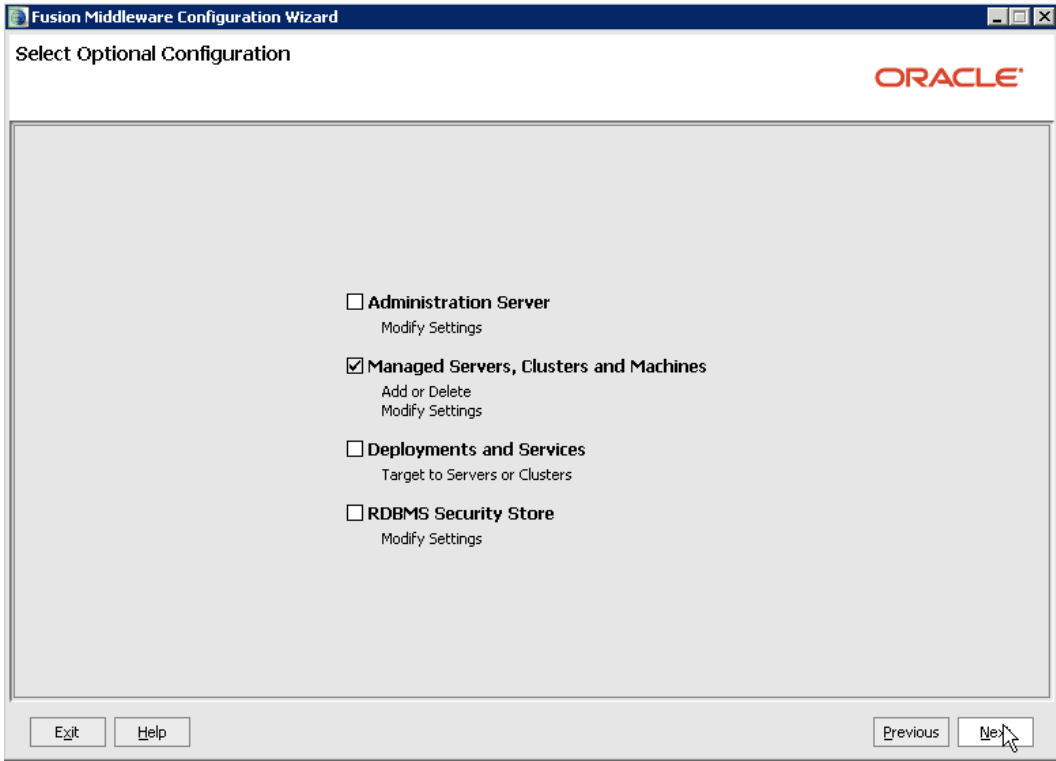 Fusion Middleware Configuration Wizard
Select Optional Configuration
ORACLE
Administration Server
Modify Settings
Managed Servers, Clusters and Machines
Add or Delete
Modify Settings
Deployments and Services
Target to Servers or Clusters
RDBMS Security Store
Modify Settings
Exit Help Previous